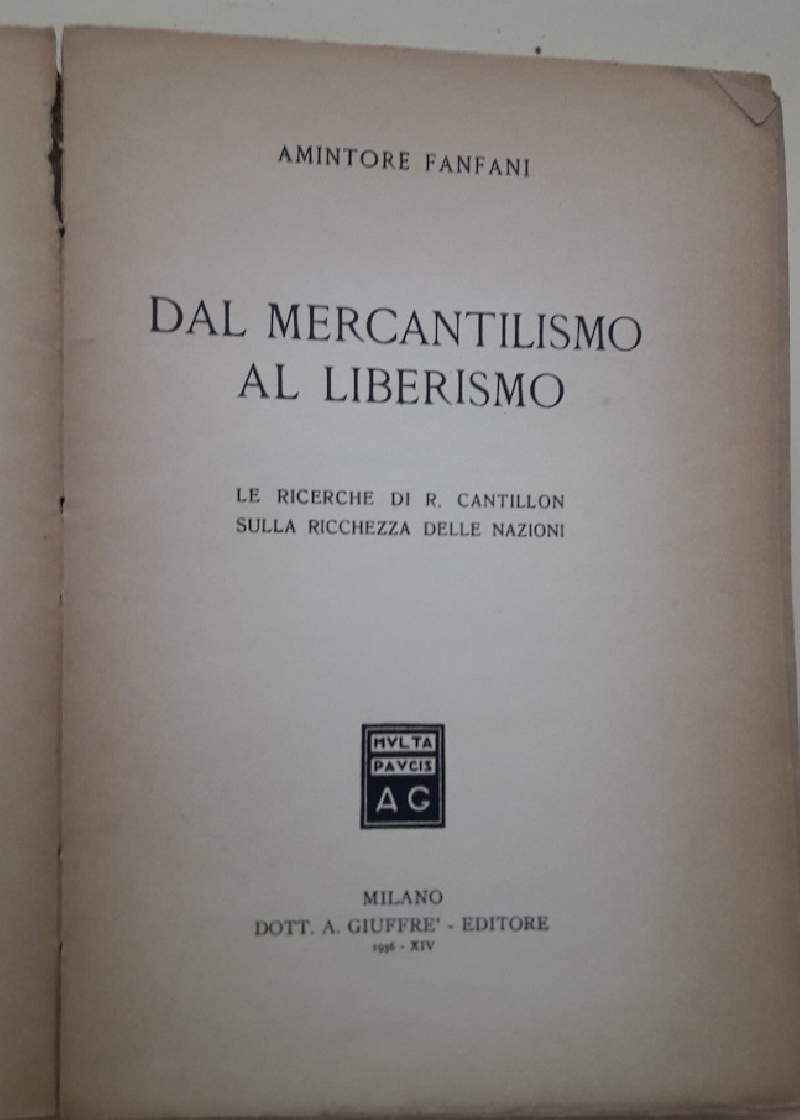 AMINTORE FANFANI
DAL MERCANTILISMO
AL LIBERISMO
LE RICERCHE DI R. CANTILLON
SULLA RICCHEZZA DELLE NAZIONI
MVLTA
PAVCIS
AG
MILANO
DOTT. A. GIUFFRE' - EDITORE
1936 - XIV